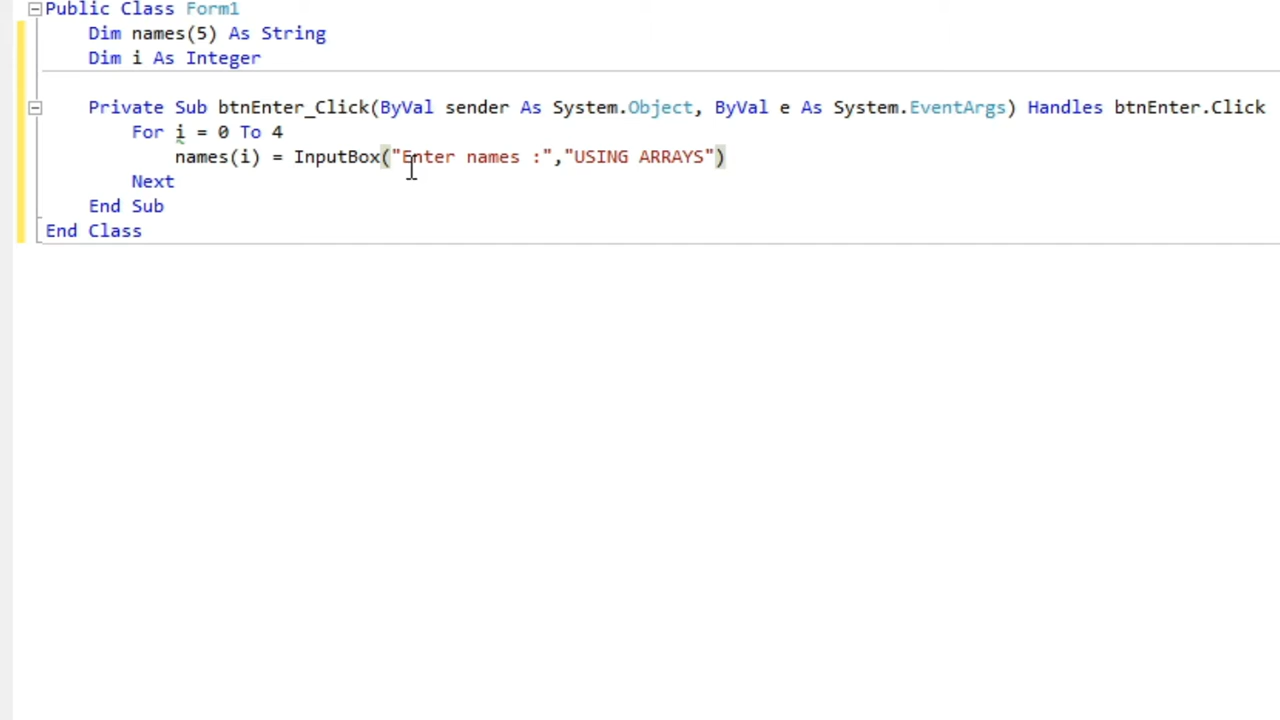 Public Class Form1
Dim names(5) As String
Dim i As Integer
Private Sub btnEnter_Click(ByVal sender As System.Object, ByVal e As System.EventArgs) Handles btnEnter.Click
For i = 0 To 4
names(i) = InputBox("Enter names :","USING ARRAYS")
Next
End Sub
End Class